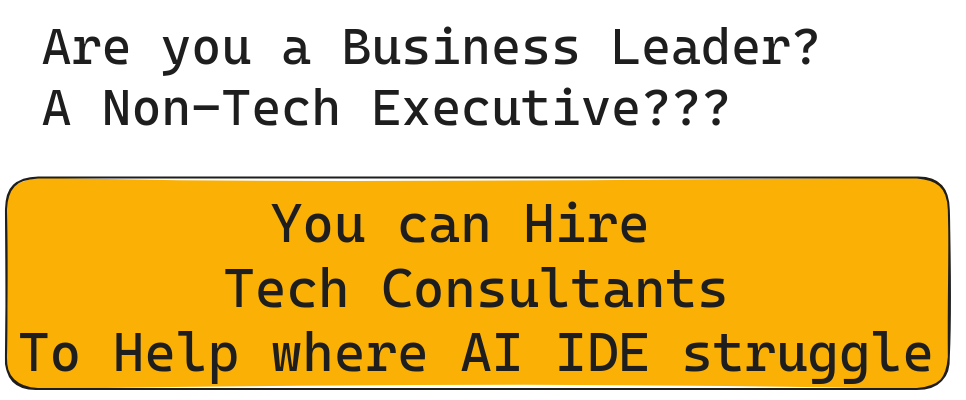 Are you a Business Leader?
A Non-Tech Executive???
You can Hire
Tech Consultants
To Help where AI IDE struggle